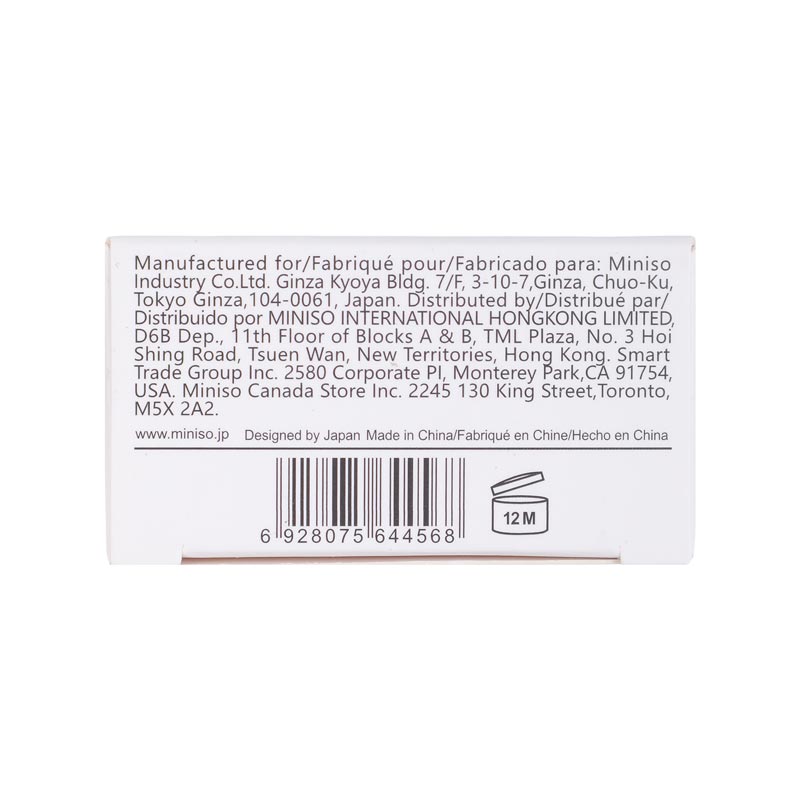 Manufactured for/Fabriqué pour/Fabricado para: Miniso
Industry Co.Ltd. Ginza Kyoya Bldg. 7/F, 3-10-7,Ginza, Chuo-Ku,
Tokyo Ginza,104-0061, Japan. Distributed by/Distribué par/
Distribuido por MINISO INTERNATIONAL HONGKONG LIMITED,
D6B Dep., 11th Floor of Blocks A & B, TML Plaza, No. 3 Hoi
Shing Road, Tsuen Wan, New Territories, Hong Kong. Smart
Trade Group Inc. 2580 Corporate Pl, Monterey Park,CA 91754,
USA. Miniso Canada Store Inc. 2245 130 King Street,Toronto,
M5X 2A2.
www.miniso.jp Designed by Japan Made in China/Fabriqué en Chine/Hecho en China
12 M
6 928075 644568